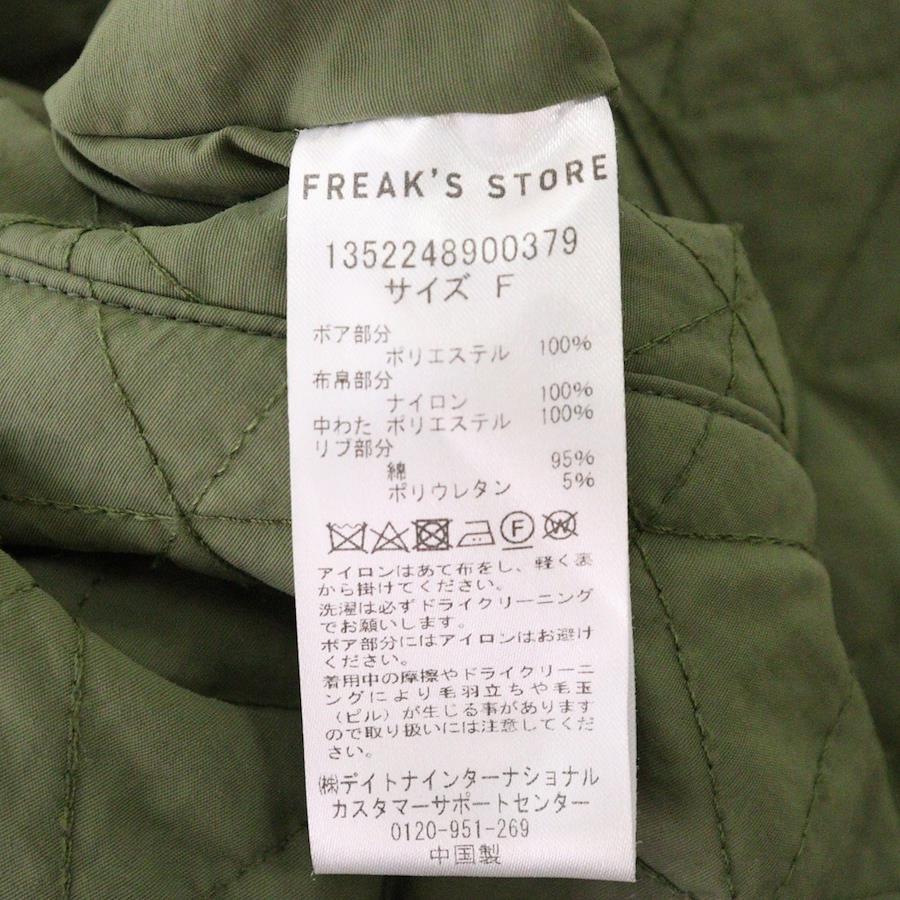 FREAK'S STORE
1352248900379
サイズ F
ボア部分
ポリエステル 100%
布帛部分
ナイロン 100%
中わた ポリエステル 100%
リブ部分
綿 95%
ポリウレタン 5%
F W
アイロンはあて布をし、軽く裏
から掛けてください。
洗濯は必ずドライクリーニング
でお願いします。
ボア部分にはアイロンはお避け
ください。
着用中の摩擦やドライクリーニ
ングにより毛羽立ちや毛玉
（ピル）が生じる事があります
ので取り扱いには注意してくだ
さい。
㈱デイトナインターナショナル
カスタマーサポートセンター
0120-951-269
中国製